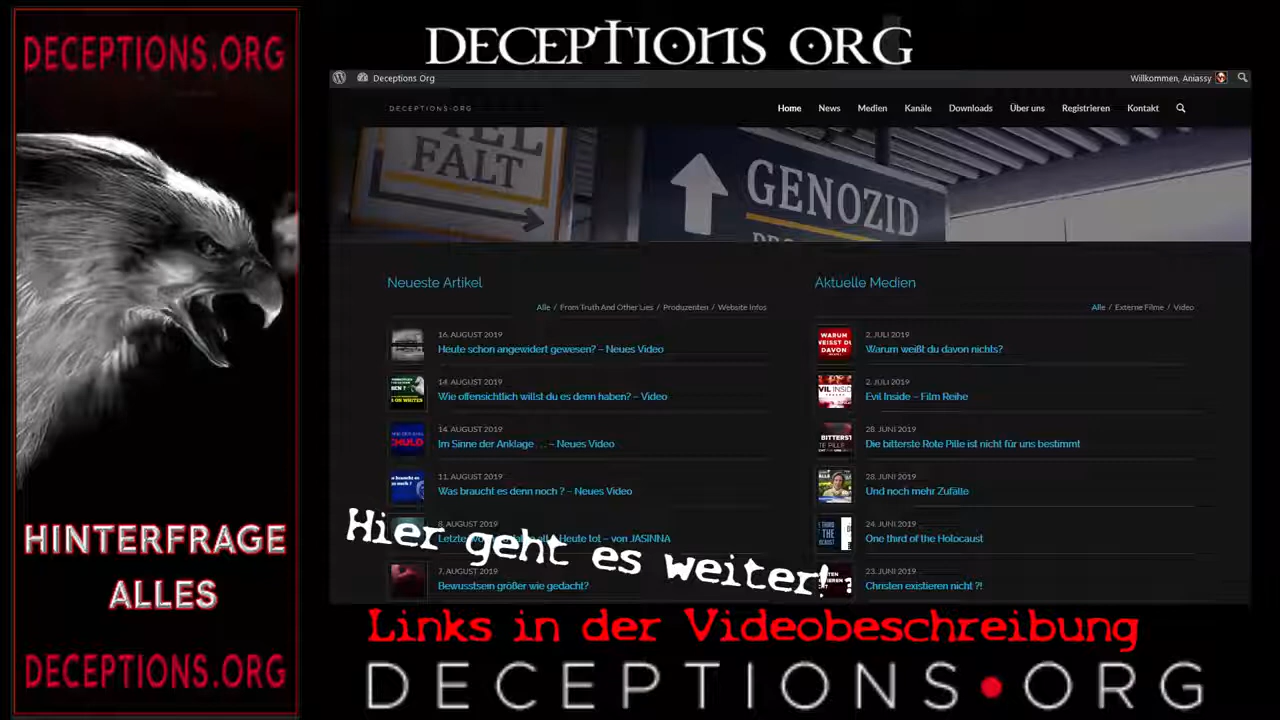 DECEPTIONS.ORG
HINTERFRAGE
ALLES
DECEPTIONS.ORG
DECEPTIONS ORG
Deceptions Org
Willkommen, Aniassy
DECEPTIONS.ORG
Home
News
Medien
Kanäle
Downloads
Über uns
Registrieren
Kontakt
FALT
GENOZID
Neueste Artikel
Alle / From Truth And Other Lies / Produzenten / Website Infos
16. AUGUST 2019
Heute schon angewidert gewesen? – Neues Video
14. AUGUST 2019
Wie offensichtlich willst du es denn haben? – Video
14. AUGUST 2019
Im Sinne der Anklage … – Neues Video
11. AUGUST 2019
Was braucht es denn noch ? – Neues Video
8. AUGUST 2019
Heute tot – von JASINNA
7. AUGUST 2019
Bewusstsein größer wie gedacht?
Aktuelle Medien
Alle / Externe Filme / Video
2. JULI 2019
WARUM
WEISST DU
DAVON
Warum weißt du davon nichts?
2. JULI 2019
Evil Inside – Film Reihe
28. JUNI 2019
Die bitterste Rote Pille ist nicht für uns bestimmt
28. JUNI 2019
Und noch mehr Zufälle
24. JUNI 2019
One third of the Holocaust
23. JUNI 2019
Christen existieren nicht ?!
Hier geht es weiter!
Links in der Videobeschreibung
DECEPTIONS•ORG